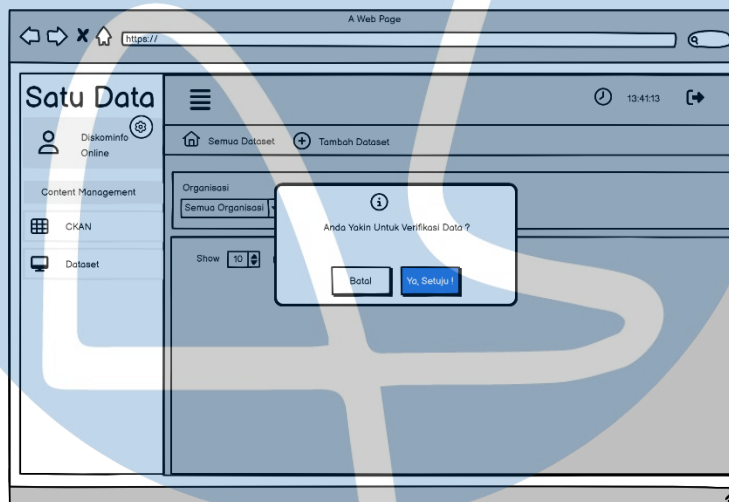 A Web Page
https://
Satu Data
13:41:13
Diskominfo
Online
Semua Dataset
Tambah Dataset
Content Management
CKAN
Dataset
Organisasi
Semua Organisasi
Show 10
Anda Yakin Untuk Verifikasi Data ?
Batal
Ya, Setuju !